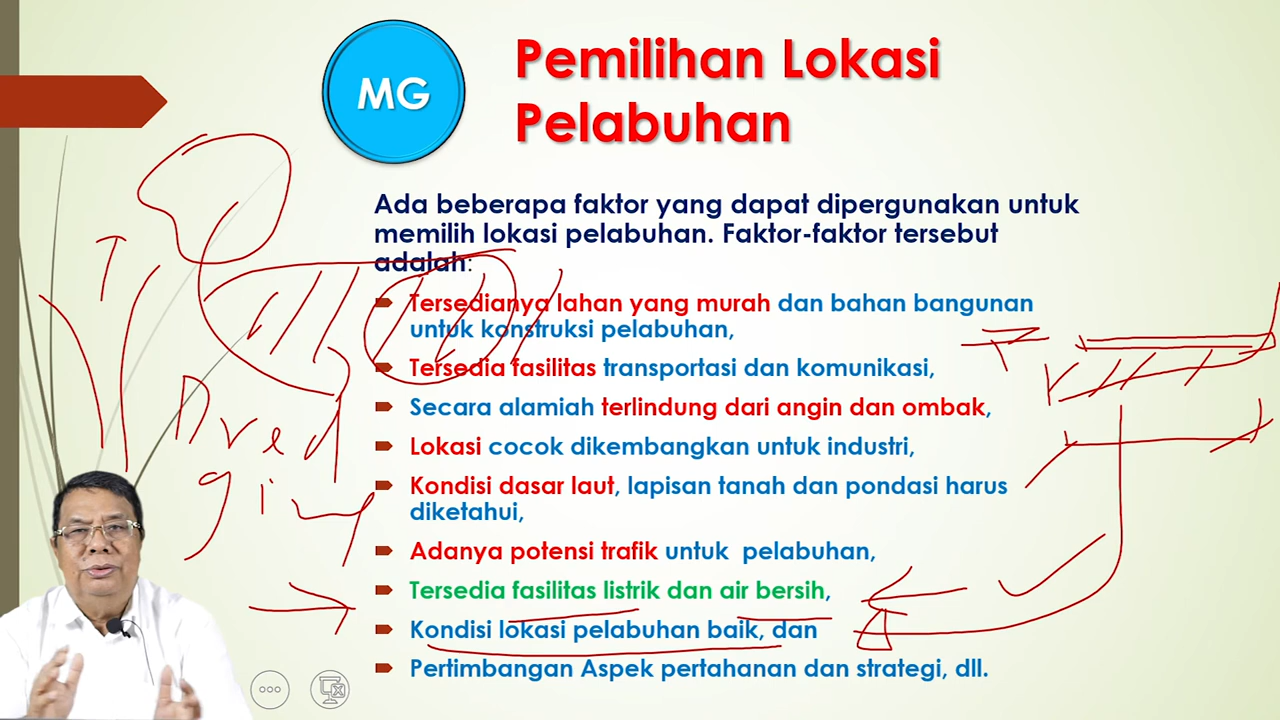 MG
Pemilihan Lokasi
Pelabuhan
Ada beberapa faktor yang dapat dipergunakan untuk
memilih lokasi pelabuhan. Faktor-faktor tersebut
adalah:
Tersedianya lahan yang murah dan bahan bangunan
untuk konstruksi pelabuhan,
Tersedia fasilitas transportasi dan komunikasi,
Secara alamiah terlindung dari angin dan ombak,
Lokasi cocok dikembangkan untuk industri,
Kondisi dasar laut, lapisan tanah dan pondasi harus
diketahui,
Adanya potensi trafik untuk  pelabuhan,
Tersedia fasilitas listrik dan air bersih,
Kondisi lokasi pelabuhan baik, dan
Pertimbangan Aspek pertahanan dan strategi, dll.
Dred
ging